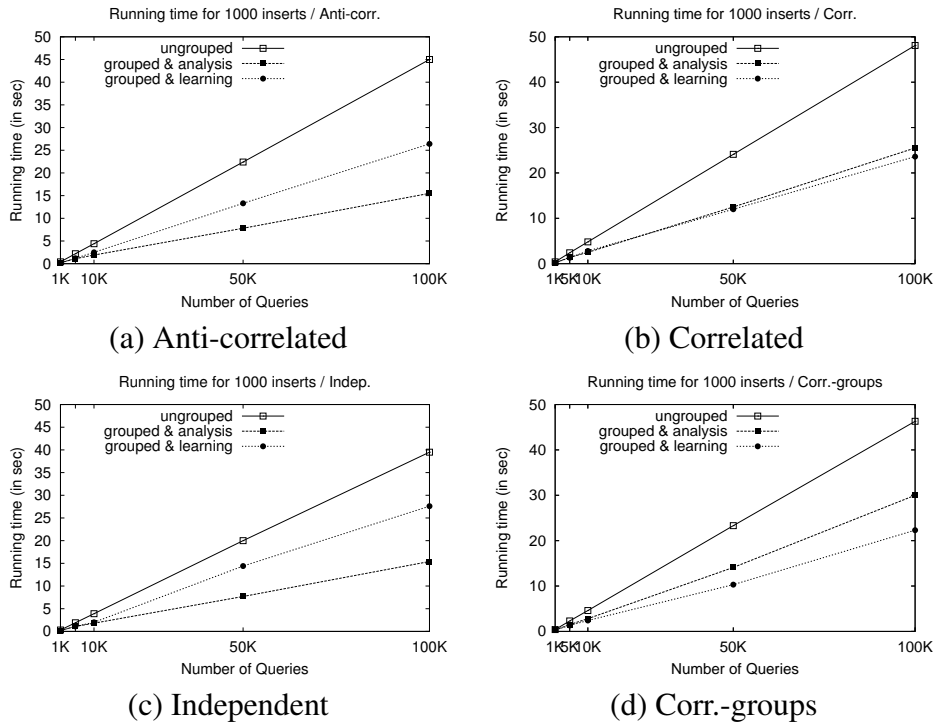 Running time for 1000 inserts / Anti-corr.
50
45
40
35
30
25
20
15
10
5
0
Running time (in sec)
ungrouped
grouped & analysis
grouped & learning
1K
10K
50K
100K
Number of Queries
(a) Anti-correlated
Running time for 1000 inserts / Corr.
50
40
30
20
10
0
Running time (in sec)
ungrouped
grouped & analysis
grouped & learning
1K
5K
10K
50K
100K
Number of Queries
(b) Correlated
Running time for 1000 inserts / Indep.
50
45
40
35
30
25
20
15
10
5
0
Running time (in sec)
ungrouped
grouped & analysis
grouped & learning
1K
10K
50K
100K
Number of Queries
(c) Independent
Running time for 1000 inserts / Corr.-groups
50
40
30
20
10
0
Running time (in sec)
ungrouped
grouped & analysis
grouped & learning
1K
5K
10K
50K
100K
Number of Queries
(d) Corr.-groups